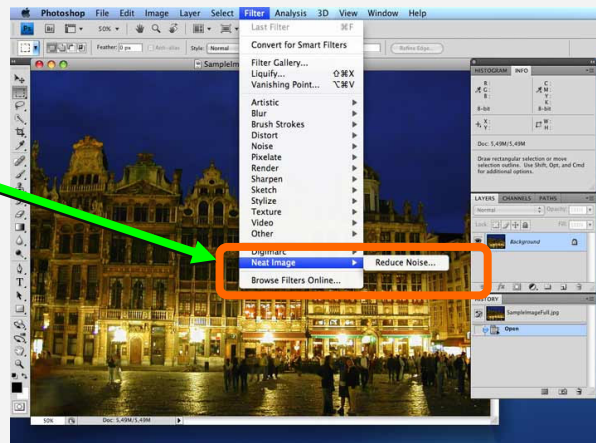 Photoshop File Edit Image Layer Select Filter Analysis 3D View Window Help
Ps Br 50%
Feather: 0 px Anti-alias Style: Normal Refine Edge...
Last Filter ⌘F
Convert for Smart Filters
Filter Gallery...
Liquify... ⇧⌘X
Vanishing Point... ⌥⌘V
Artistic
Blur
Brush Strokes
Distort
Noise
Pixelate
Render
Sharpen
Sketch
Stylize
Texture
Video
Other
Digimarc
Neat Image
Reduce Noise...
Browse Filters Online...
SampleIm
HISTOGRAM INFO
R: C:
G: M:
B: Y:
K:
8-bit 8-bit
X: W:
Y: H:
Doc: 5,49M/5,49M
Draw rectangular selection or move
selection outline. Use Shift, Opt, and Cmd
for additional options.
LAYERS CHANNELS PATHS
Normal Opacity:
Lock: Fill:
Background
HISTORY
SampleImageFull.jpg
Open
50% Doc: 5,49M/5,49M